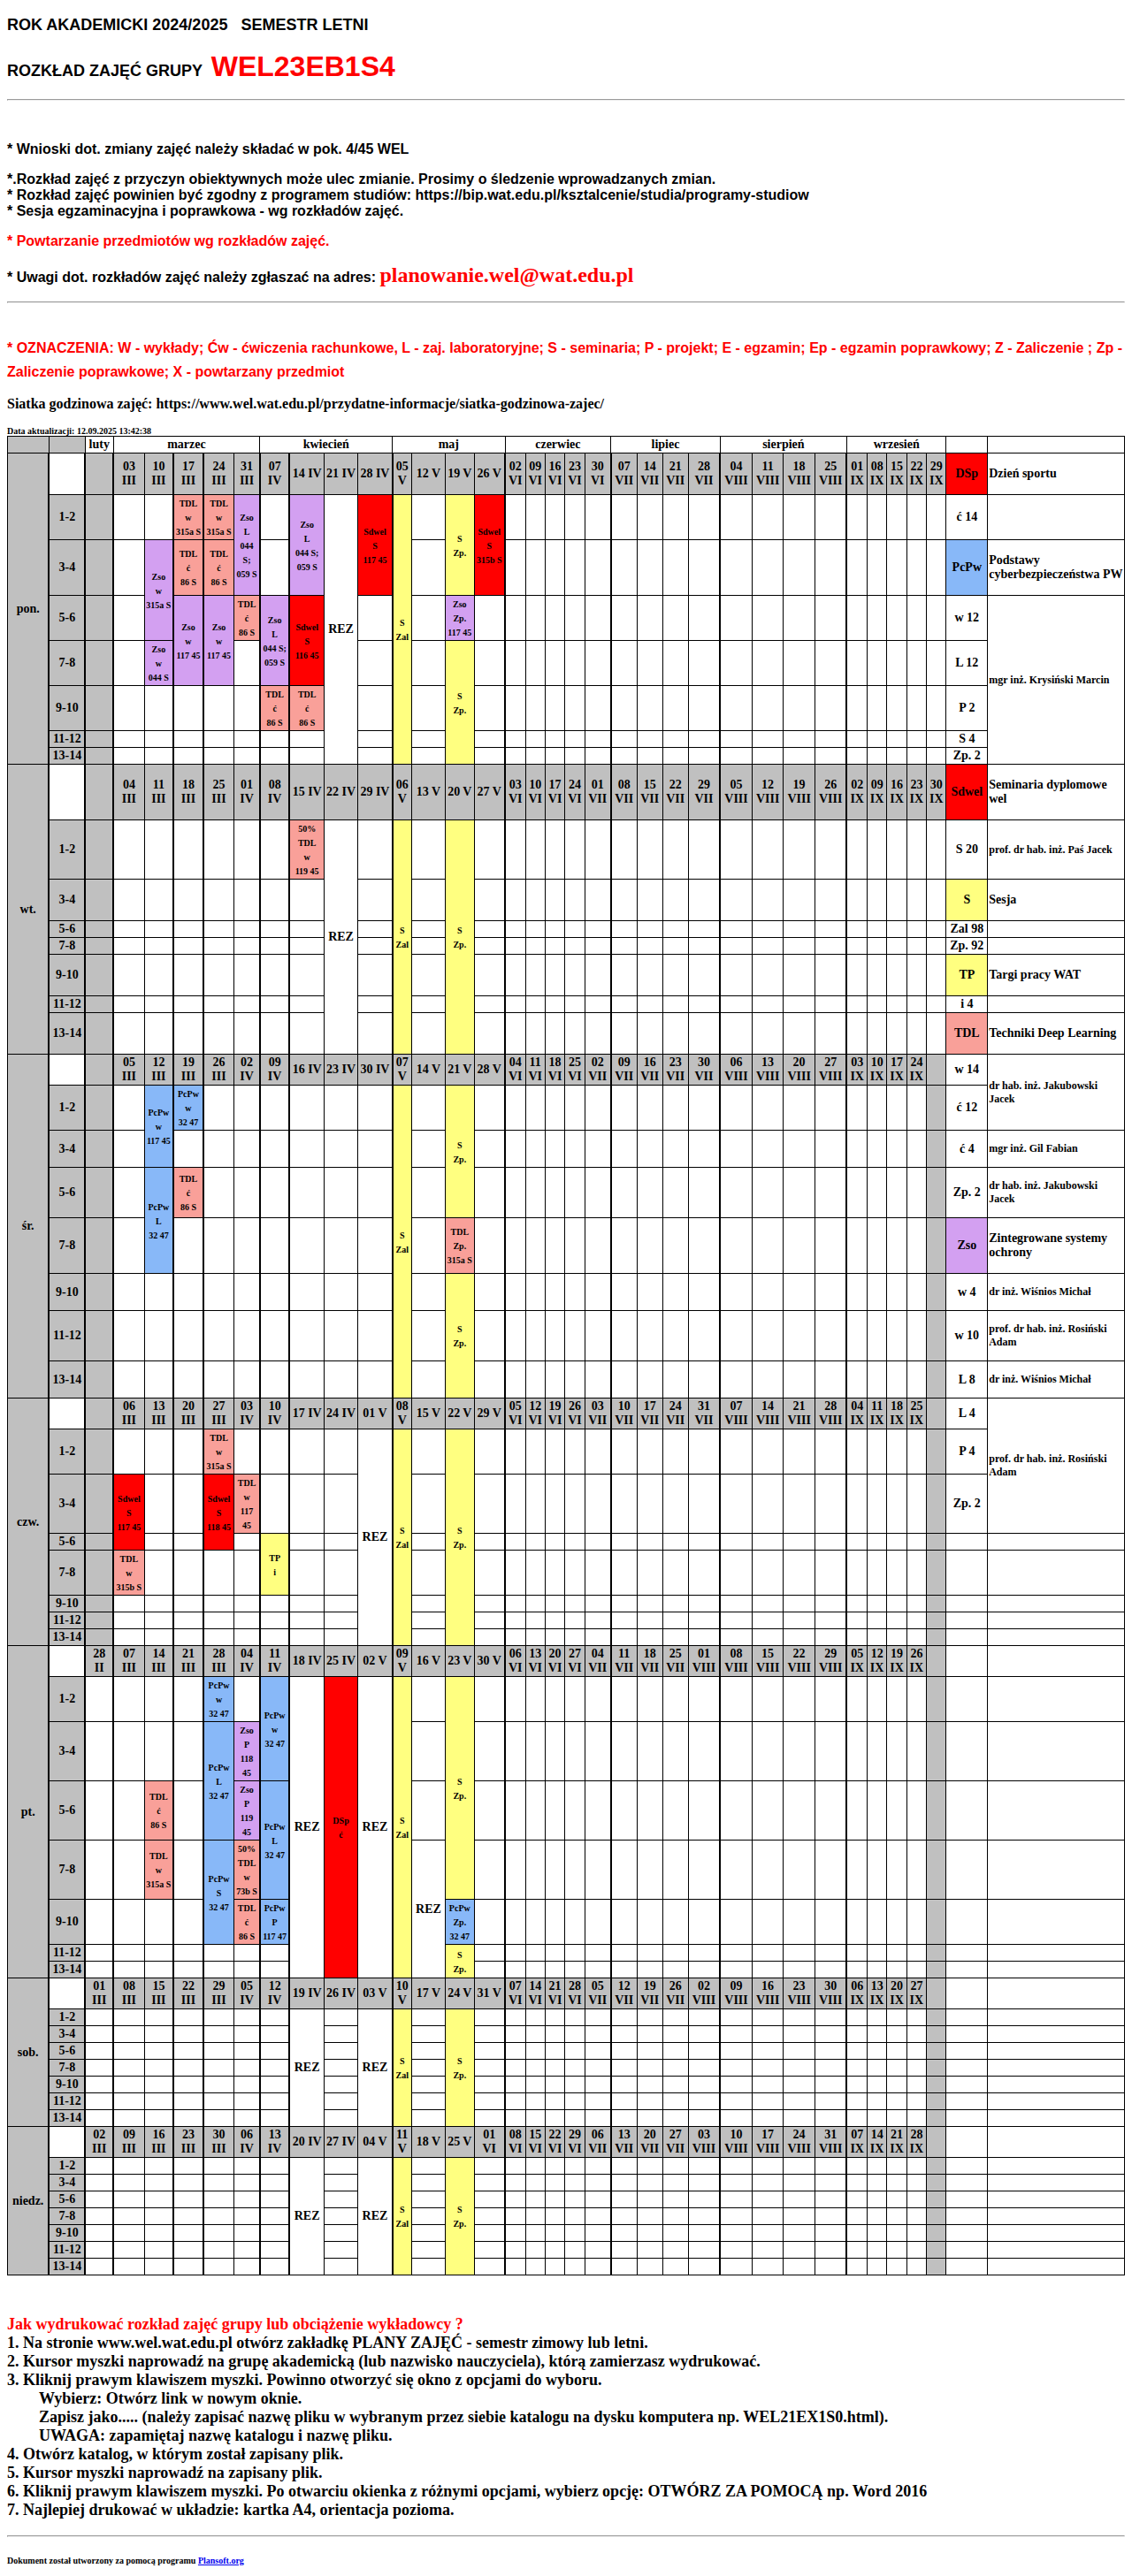 ROK AKADEMICKI 2024/2025 SEMESTR LETNI
ROZKŁAD ZAJĘĆ GRUPY WEL23EB1S4
* Wnioski dot. zmiany zajęć należy składać w pok. 4/45 WEL
*.Rozkład zajęć z przyczyn obiektywnych może ulec zmianie. Prosimy o śledzenie wprowadzanych zmian.
* Rozkład zajęć powinien być zgodny z programem studiów: https://bip.wat.edu.pl/ksztalcenie/studia/programy-studiow
* Sesja egzaminacyjna i poprawkowa - wg rozkładów zajęć.
* Powtarzanie przedmiotów wg rozkładów zajęć.
* Uwagi dot. rozkładów zajęć należy zgłaszać na adres: planowanie.wel@wat.edu.pl
* OZNACZENIA: W - wykłady; Ćw - ćwiczenia rachunkowe, L - zaj. laboratoryjne; S - seminaria; P - projekt; E - egzamin; Ep - egzamin poprawkowy; Z - Zaliczenie ; Zp -
Zaliczenie poprawkowe; X - powtarzany przedmiot
Siatka godzinowa zajęć: https://www.wel.wat.edu.pl/przydatne-informacje/siatka-godzinowa-zajec/
Data aktualizacji: 12.09.2025 13:42:38
luty marzec kwiecień maj czerwiec lipiec sierpień wrzesień
pon. 03 III 10 III 17 III 24 III 31 III 07 IV 14 IV 21 IV 28 IV 05 V 12 V 19 V 26 V 02 VI 09 VI 16 VI 23 VI 30 VI 07 VII 14 VII 21 VII 28 VII 04 VIII 11 VIII 18 VIII 25 VIII 01 IX 08 IX 15 IX 22 IX 29 IX DSp Dzień sportu
1-2 TDL w 315a S TDL w 315a S Zso L 044 S; 059 S Zso L 044 S; 059 S REZ Sdwel S 117 45 S Zal S Zp. Sdwel S 315b S ć 14
3-4 Zso w 315a S TDL ć 86 S TDL ć 86 S PcPw Podstawy cyberbezpieczeństwa PW
5-6 Zso w 117 45 Zso w 117 45 TDL ć 86 S Zso L 044 S; 059 S Sdwel S 116 45 Zso Zp. 117 45 w 12 mgr inż. Krysiński Marcin
7-8 Zso w 044 S S Zp. L 12
9-10 TDL ć 86 S TDL ć 86 S P 2
11-12 S 4
13-14 Zp. 2
wt. 04 III 11 III 18 III 25 III 01 IV 08 IV 15 IV 22 IV 29 IV 06 V 13 V 20 V 27 V 03 VI 10 VI 17 VI 24 VI 01 VII 08 VII 15 VII 22 VII 29 VII 05 VIII 12 VIII 19 VIII 26 VIII 02 IX 09 IX 16 IX 23 IX 30 IX Sdwel Seminaria dyplomowe wel
1-2 50% TDL w 119 45 REZ S Zal S Zp. S 20 prof. dr hab. inż. Paś Jacek
3-4 S Sesja
5-6 Zal 98
7-8 Zp. 92
9-10 TP Targi pracy WAT
11-12 i 4
13-14 TDL Techniki Deep Learning
śr. 05 III 12 III 19 III 26 III 02 IV 09 IV 16 IV 23 IV 30 IV 07 V 14 V 21 V 28 V 04 VI 11 VI 18 VI 25 VI 02 VII 09 VII 16 VII 23 VII 30 VII 06 VIII 13 VIII 20 VIII 27 VIII 03 IX 10 IX 17 IX 24 IX w 14 dr hab. inż. Jakubowski Jacek
1-2 PcPw w 117 45 PcPw w 32 47 S Zal S Zp. ć 12
3-4 ć 4 mgr inż. Gil Fabian
5-6 PcPw L 32 47 TDL ć 86 S Zp. 2 dr hab. inż. Jakubowski Jacek
7-8 TDL Zp. 315a S Zso Zintegrowane systemy ochrony
9-10 S Zp. w 4 dr inż. Wiśnios Michał
11-12 w 10 prof. dr hab. inż. Rosiński Adam
13-14 L 8 dr inż. Wiśnios Michał
czw. 06 III 13 III 20 III 27 III 03 IV 10 IV 17 IV 24 IV 01 V 08 V 15 V 22 V 29 V 05 VI 12 VI 19 VI 26 VI 03 VII 10 VII 17 VII 24 VII 31 VII 07 VIII 14 VIII 21 VIII 28 VIII 04 IX 11 IX 18 IX 25 IX L 4 prof. dr hab. inż. Rosiński Adam
1-2 TDL w 315a S REZ S Zal S Zp. P 4
3-4 Sdwel S 117 45 Sdwel S 118 45 TDL w 117 45 Zp. 2
5-6 TP i
7-8 TDL w 315b S
9-10
11-12
13-14
pt. 28 II 07 III 14 III 21 III 28 III 04 IV 11 IV 18 IV 25 IV 02 V 09 V 16 V 23 V 30 V 06 VI 13 VI 20 VI 27 VI 04 VII 11 VII 18 VII 25 VII 01 VIII 08 VIII 15 VIII 22 VIII 29 VIII 05 IX 12 IX 19 IX 26 IX
1-2 PcPw w 32 47 PcPw w 32 47 REZ DSp ć REZ S Zal S Zp.
3-4 PcPw L 32 47 Zso P 118 45
5-6 TDL ć 86 S Zso P 119 45 PcPw L 32 47
7-8 TDL w 315a S PcPw S 32 47 50% TDL w 73b S REZ
9-10 TDL ć 86 S PcPw P 117 47 PcPw Zp. 32 47
11-12 S Zp.
13-14
sob. 01 III 08 III 15 III 22 III 29 III 05 IV 12 IV 19 IV 26 IV 03 V 10 V 17 V 24 V 31 V 07 VI 14 VI 21 VI 28 VI 05 VII 12 VII 19 VII 26 VII 02 VIII 09 VIII 16 VIII 23 VIII 30 VIII 06 IX 13 IX 20 IX 27 IX
1-2 REZ REZ S Zal S Zp.
3-4
5-6
7-8
9-10
11-12
13-14
niedz. 02 III 09 III 16 III 23 III 30 III 06 IV 13 IV 20 IV 27 IV 04 V 11 V 18 V 25 V 01 VI 08 VI 15 VI 22 VI 29 VI 06 VII 13 VII 20 VII 27 VII 03 VIII 10 VIII 17 VIII 24 VIII 31 VIII 07 IX 14 IX 21 IX 28 IX
1-2 REZ REZ S Zal S Zp.
3-4
5-6
7-8
9-10
11-12
13-14
Jak wydrukować rozkład zajęć grupy lub obciążenie wykładowcy ?
1. Na stronie www.wel.wat.edu.pl otwórz zakładkę PLANY ZAJĘĆ - semestr zimowy lub letni.
2. Kursor myszki naprowadź na grupę akademicką (lub nazwisko nauczyciela), którą zamierzasz wydrukować.
3. Kliknij prawym klawiszem myszki. Powinno otworzyć się okno z opcjami do wyboru.
Wybierz: Otwórz link w nowym oknie.
Zapisz jako..... (należy zapisać nazwę pliku w wybranym przez siebie katalogu na dysku komputera np. WEL21EX1S0.html).
UWAGA: zapamiętaj nazwę katalogu i nazwę pliku.
4. Otwórz katalog, w którym został zapisany plik.
5. Kursor myszki naprowadź na zapisany plik.
6. Kliknij prawym klawiszem myszki. Po otwarciu okienka z różnymi opcjami, wybierz opcję: OTWÓRZ ZA POMOCĄ np. Word 2016
7. Najlepiej drukować w układzie: kartka A4, orientacja pozioma.
Dokument został utworzony za pomocą programu Plansoft.org